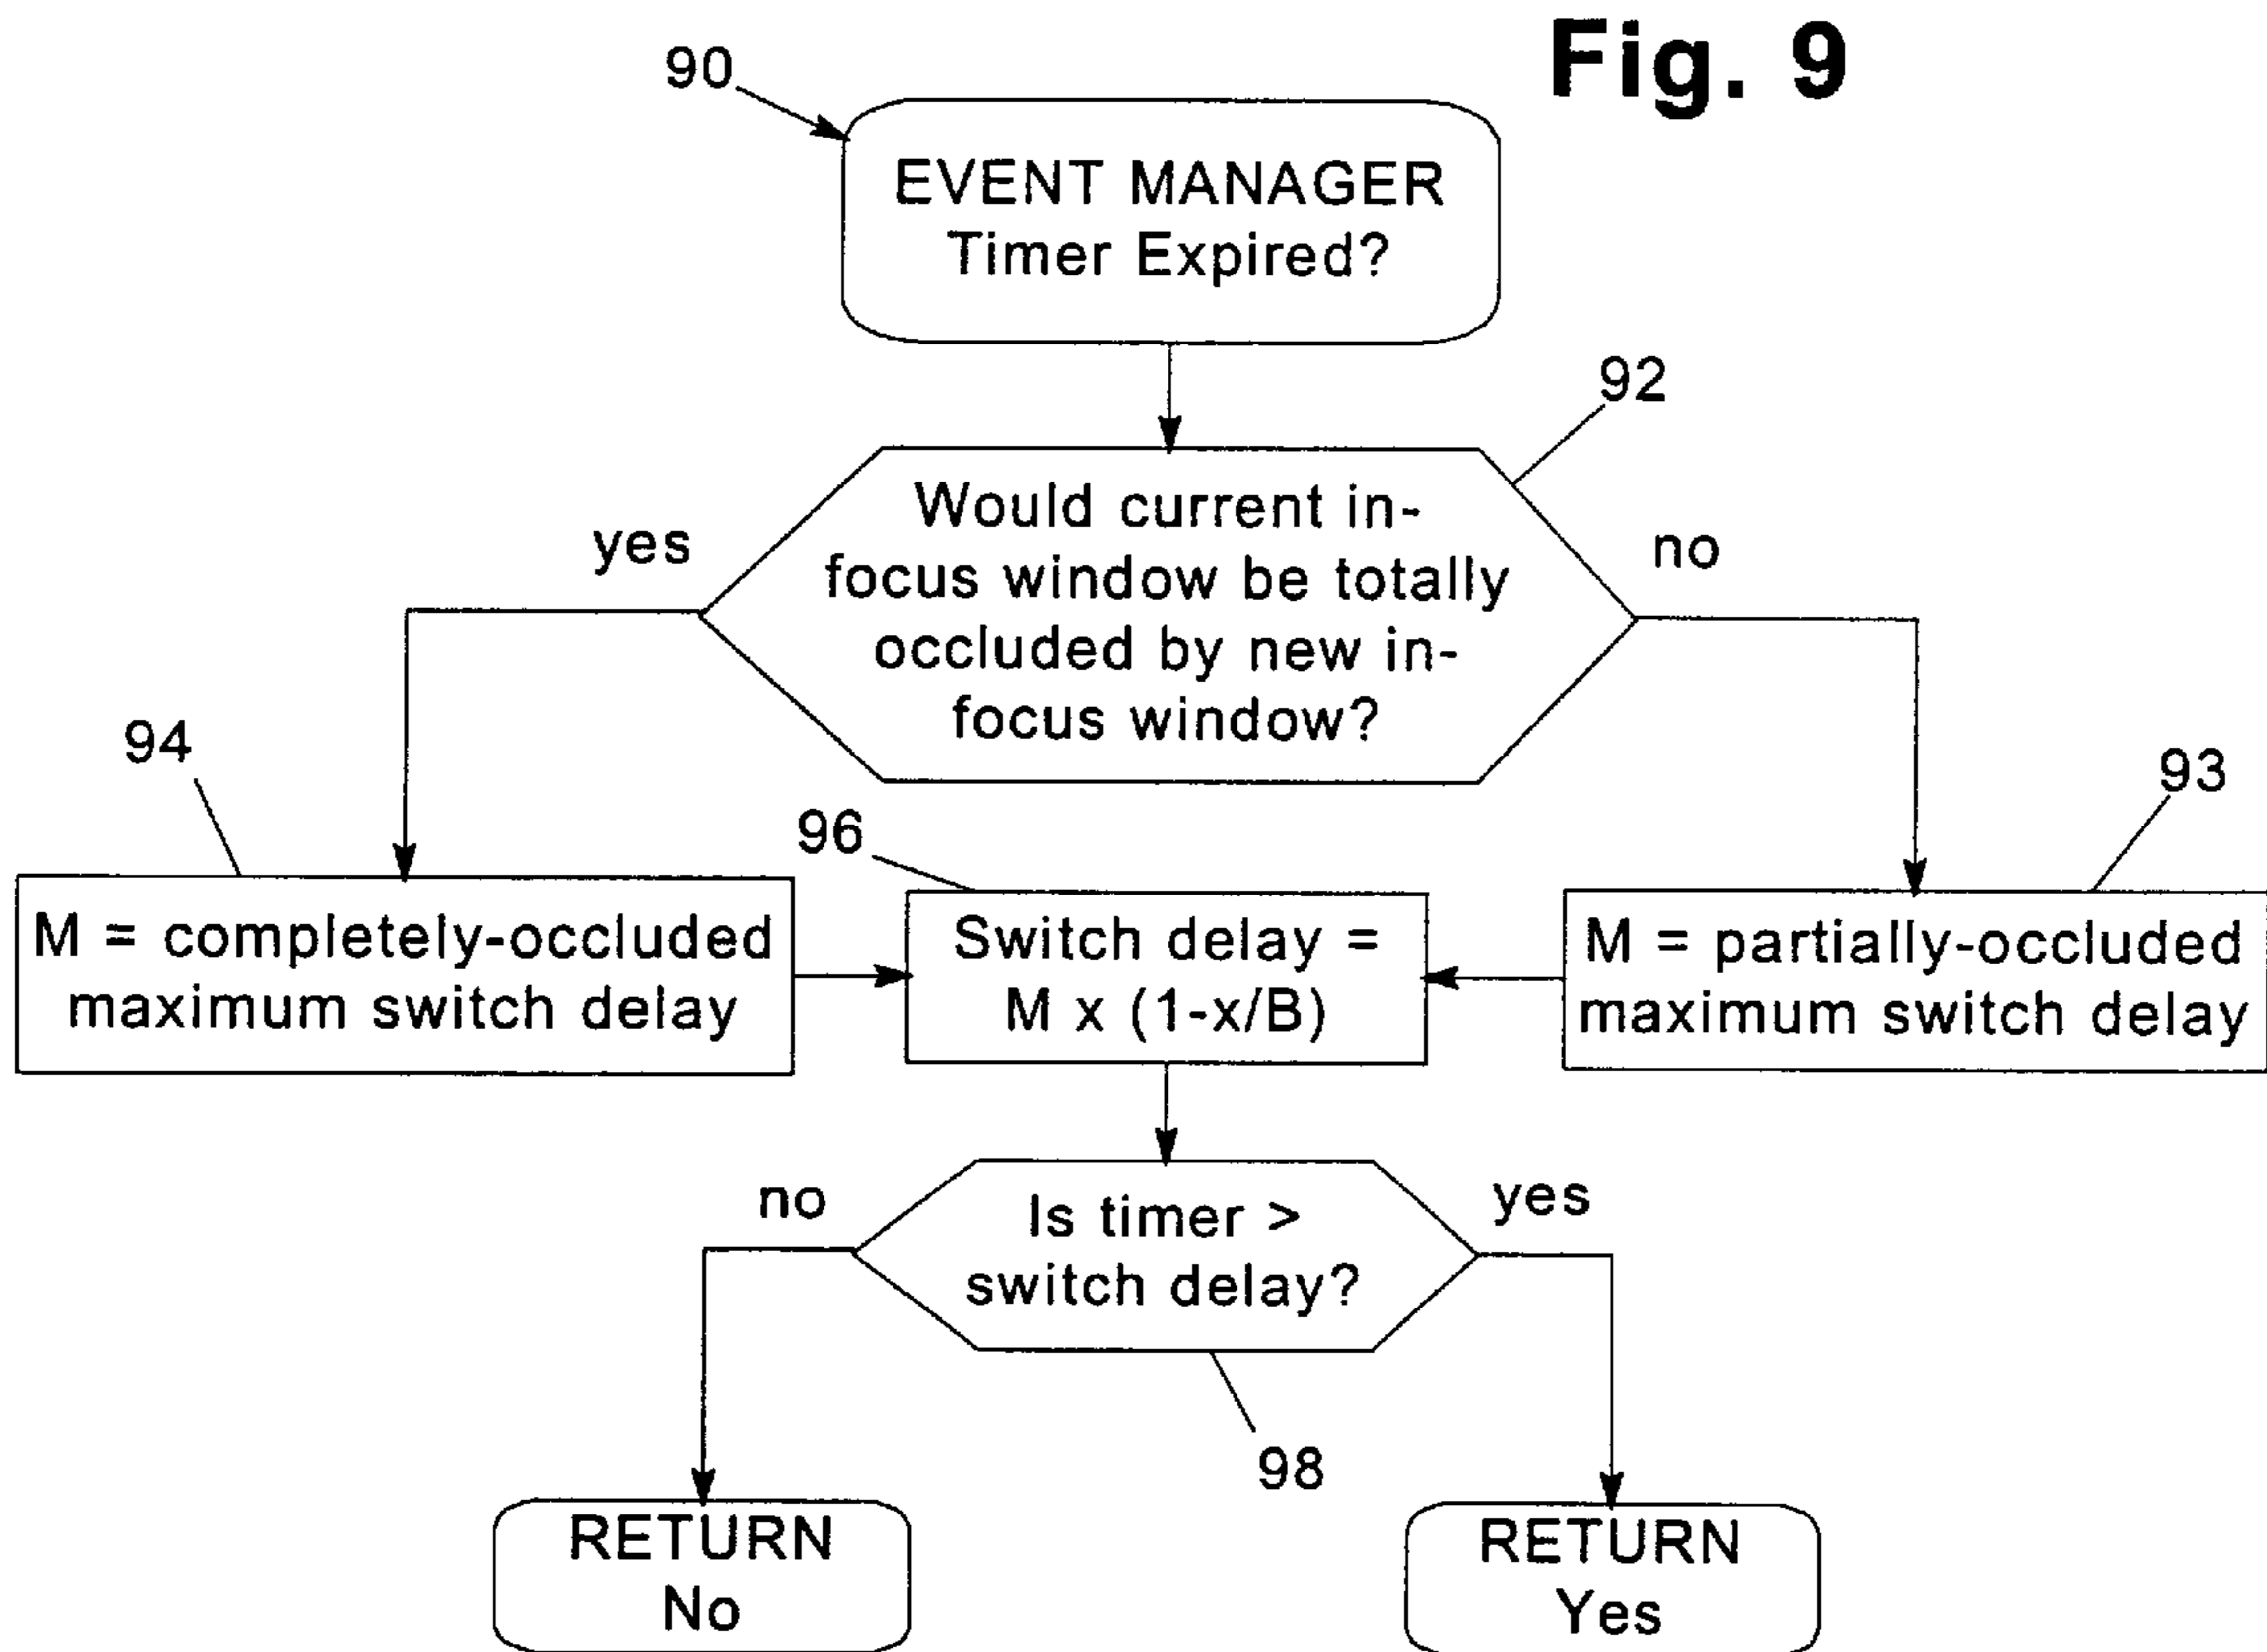 Fig. 9
90
EVENT MANAGER
Timer Expired?
92
Would current in-
focus window be totally
occluded by new in-
focus window?
yes
no
94
M = completely-occluded
maximum switch delay
96
Switch delay =
M x (1-x/B)
93
M = partially-occluded
maximum switch delay
Is timer >
switch delay?
no
yes
98
RETURN
No
RETURN
Yes